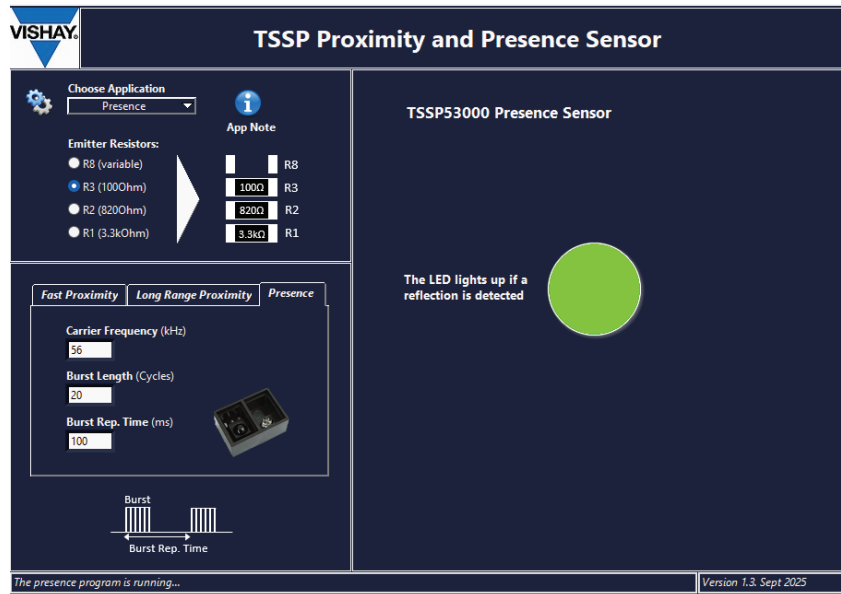 VISHAY.
TSSP Proximity and Presence Sensor
Choose Application
Presence
App Note
Emitter Resistors:
R8 (variable)
R3 (100Ohm)
R2 (820Ohm)
R1 (3.3kOhm)
R8
100Ω R3
820Ω R2
3.3kΩ R1
TSSP53000 Presence Sensor
The LED lights up if a
reflection is detected
Fast Proximity Long Range Proximity Presence
Carrier Frequency (kHz)
56
Burst Length (Cycles)
20
Burst Rep. Time (ms)
100
Burst
Burst Rep. Time
The presence program is running...
Version 1.3. Sept 2025